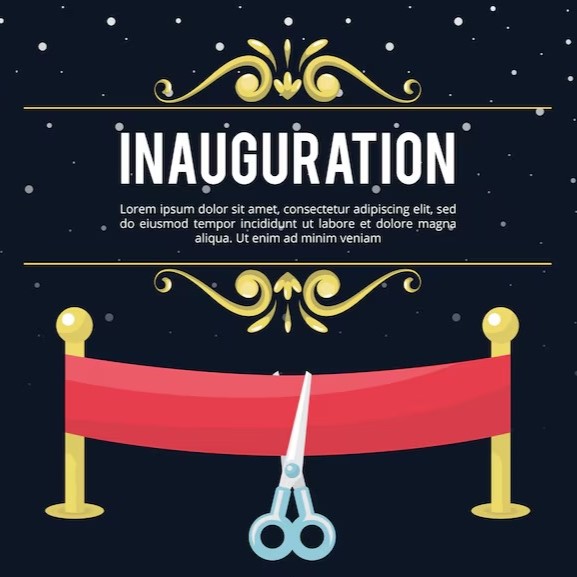 INAUGURATION
Lorem ipsum dolor sit amet, consectetur adipiscing elit, sed
do eiusmod tempor incididunt ut labore et dolore magna
aliqua. Ut enim ad minim veniam